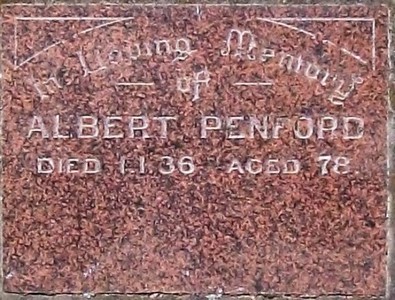 In Loving Memory
of
ALBERT PENFORD
DIED 1.1.36 AGED 78.